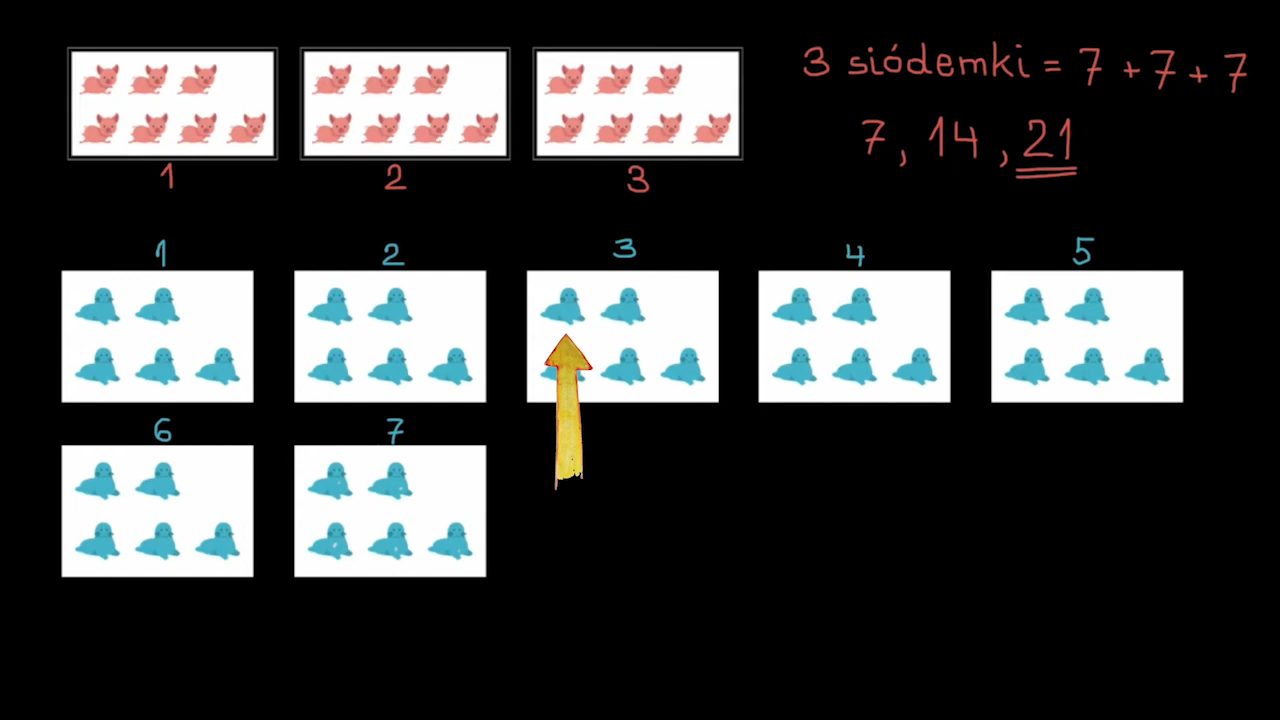 3 siódemki = 7 + 7 + 7
7, 14, 21
1 2 3
1 2 3 4 5
6 7